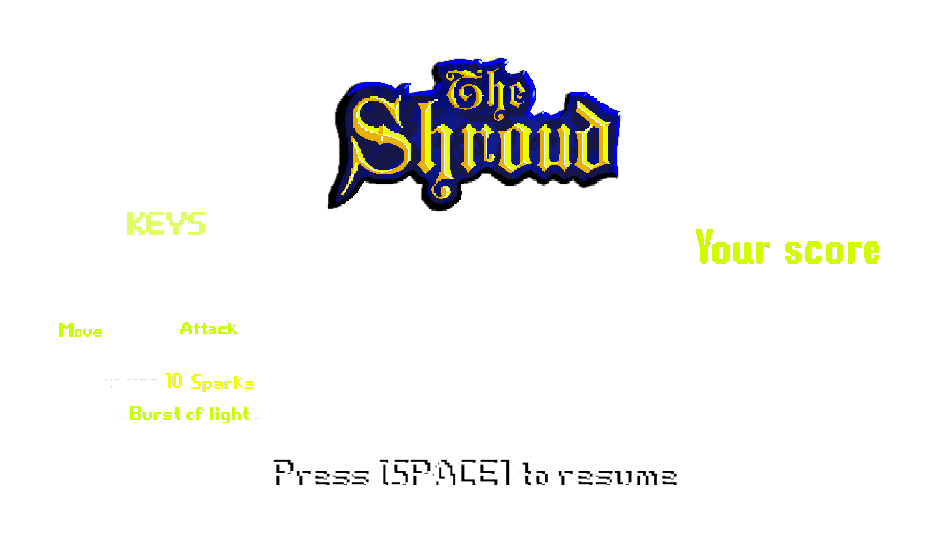 The
Shroud
KEYS
Your score
Move Attack
10 Sparks
Burst of light
Press [SPACE] to resume